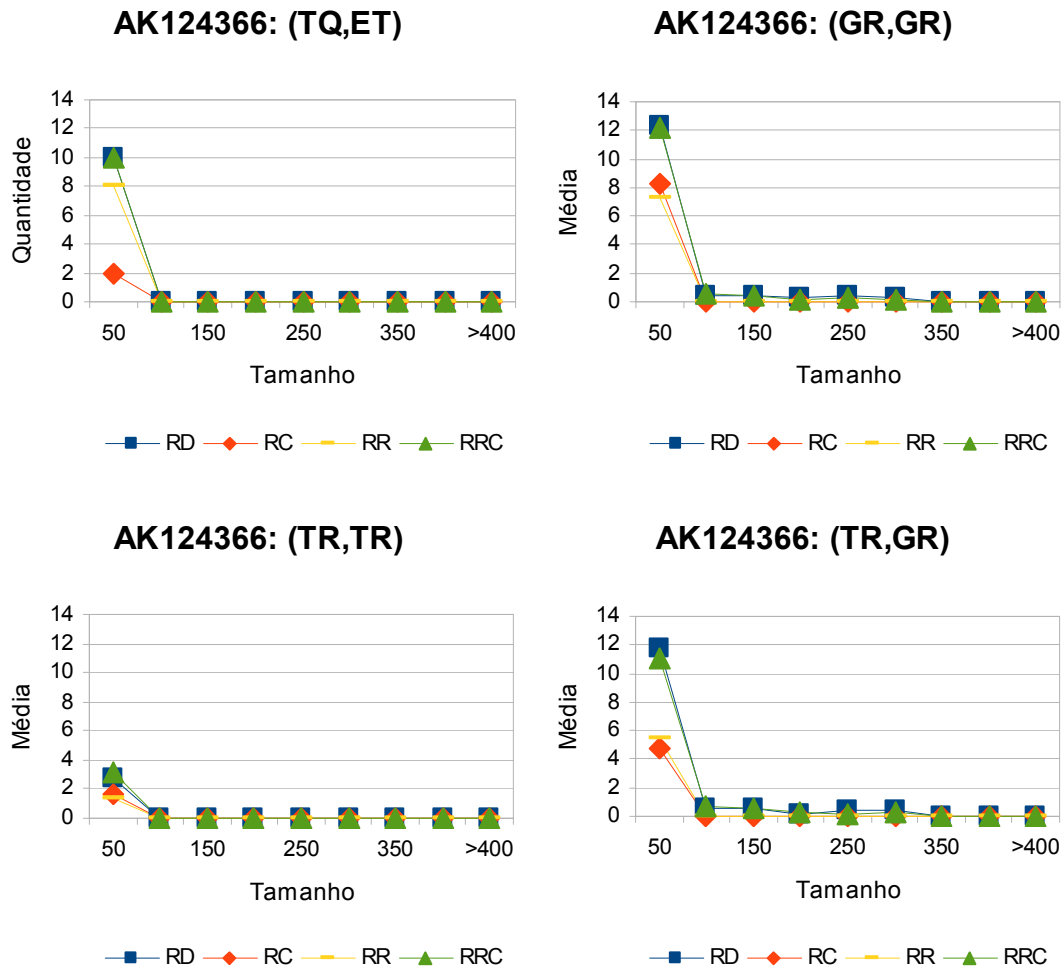 AK124366: (TQ,ET)
14
12
10
8
6
4
2
0
Quantidade
50 150 250 350 >400
Tamanho
RD RC RR RRC
AK124366: (GR,GR)
14
12
10
8
6
4
2
0
Média
50 150 250 350 >400
Tamanho
RD RC RR RRC
AK124366: (TR,TR)
14
12
10
8
6
4
2
0
Média
50 150 250 350 >400
Tamanho
RD RC RR RRC
AK124366: (TR,GR)
14
12
10
8
6
4
2
0
Média
50 150 250 350 >400
Tamanho
RD RC RR RRC